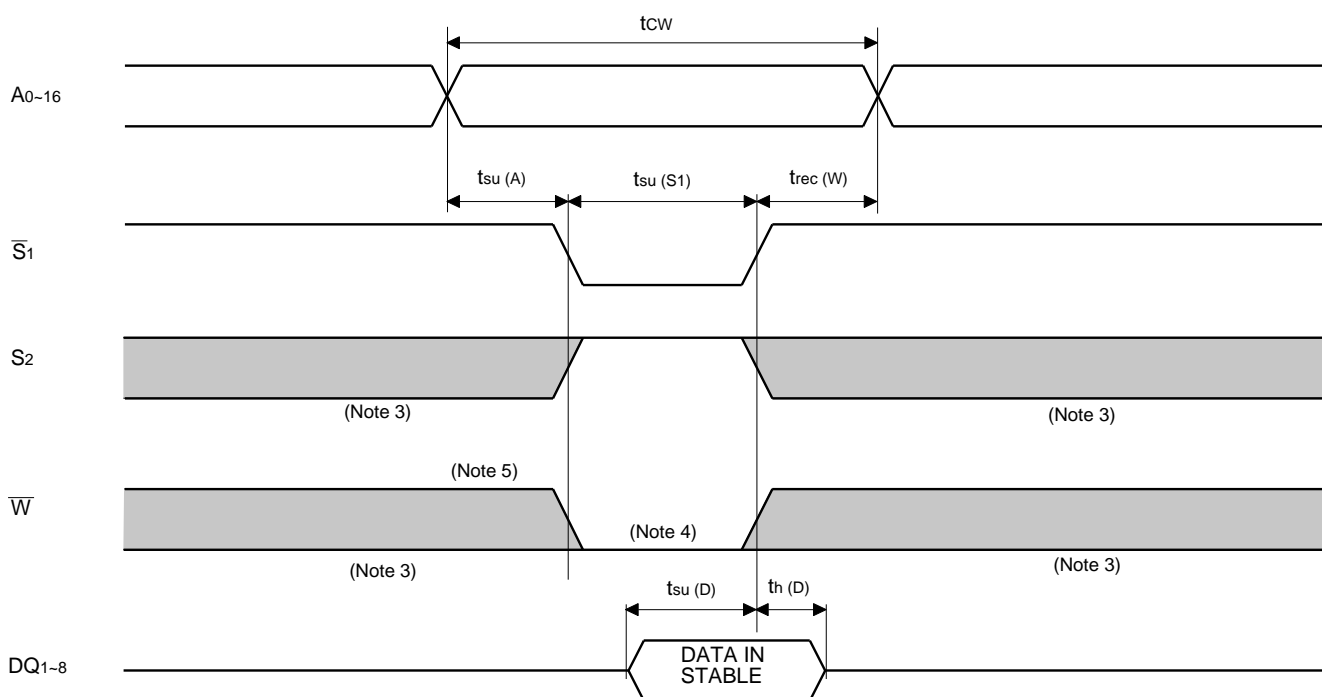 tCW
A0~16
tsu (A) tsu (S1) trec (W)
S̅1
S2
(Note 3) (Note 3)
(Note 5)
W̅
(Note 4)
(Note 3) (Note 3)
tsu (D) th (D)
DQ1~8
DATA IN
STABLE